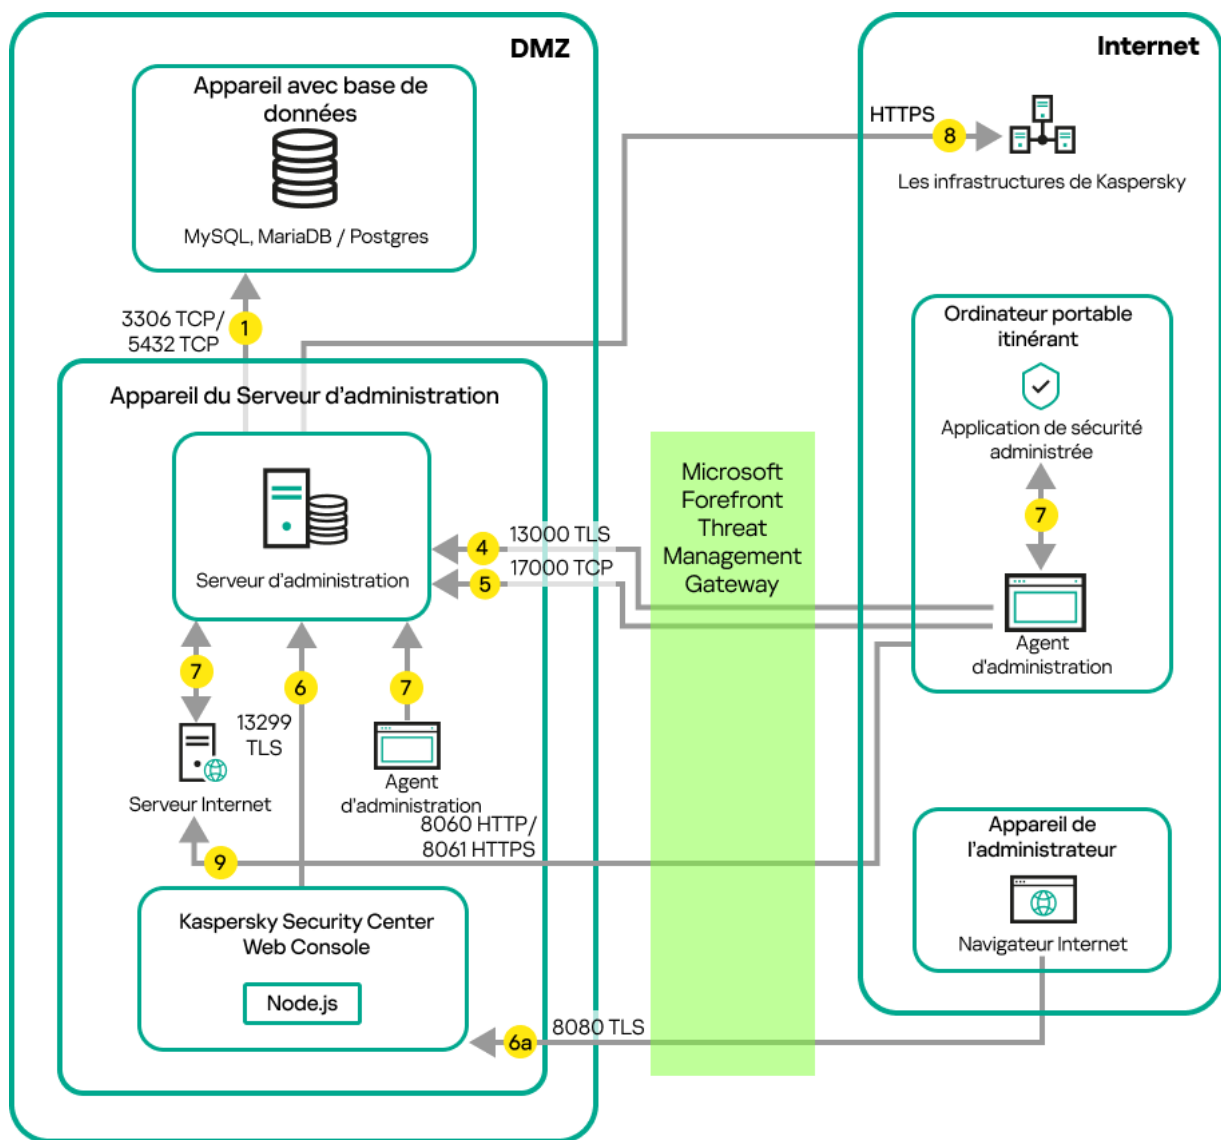 DMZ
Appareil avec base de
données
MySQL, MariaDB / Postgres
3306 TCP/
5432 TCP
1
Appareil du Serveur d'administration
Serveur d'administration
4
13000 TLS
5
17000 TCP
7
6
7
13299
TLS
Serveur Internet
Agent
d'administration
8060 HTTP/
8061 HTTPS
9
Kaspersky Security Center
Web Console
Node.js
6a
8080 TLS
Microsoft
Forefront
Threat
Management
Gateway
Internet
HTTPS
8
Les infrastructures de Kaspersky
Ordinateur portable
itinérant
Application de sécurité
administrée
7
Agent
d'administration
Appareil de
l'administrateur
Navigateur Internet